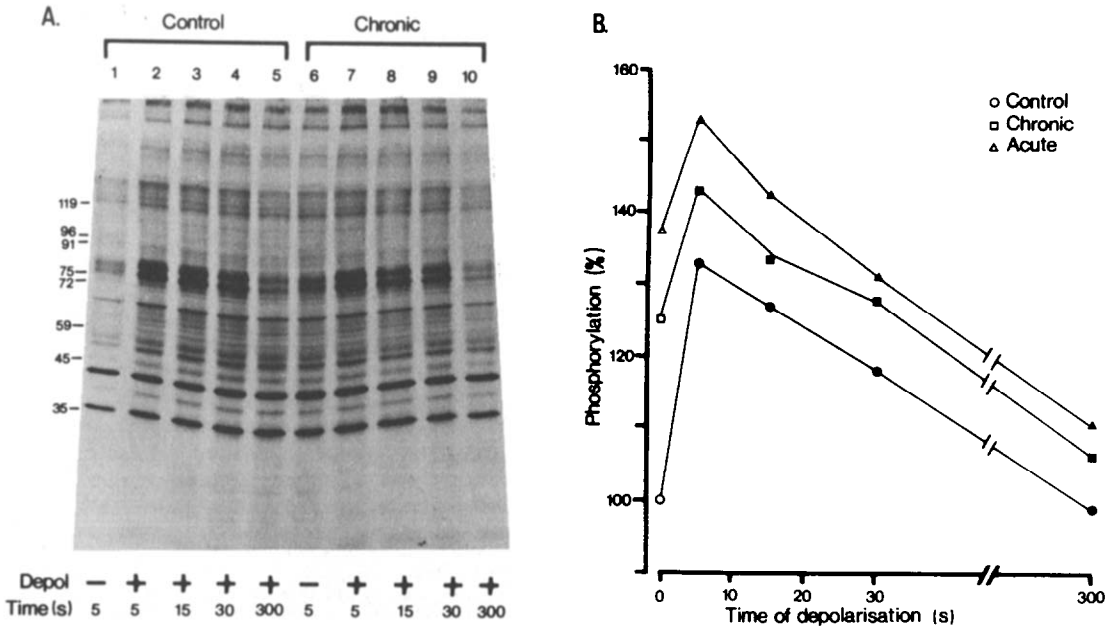 A.
Control Chronic
1 2 3 4 5 6 7 8 9 10
119
96
91
75
72
59
45
35
Depol − + + + + − + + + +
Time (s) 5 5 15 30 300 5 5 15 30 300
B.
160
140
120
100
Phosphorylation (%)
Control
Chronic
Acute
0 10 20 30 300
Time of depolarisation (s)